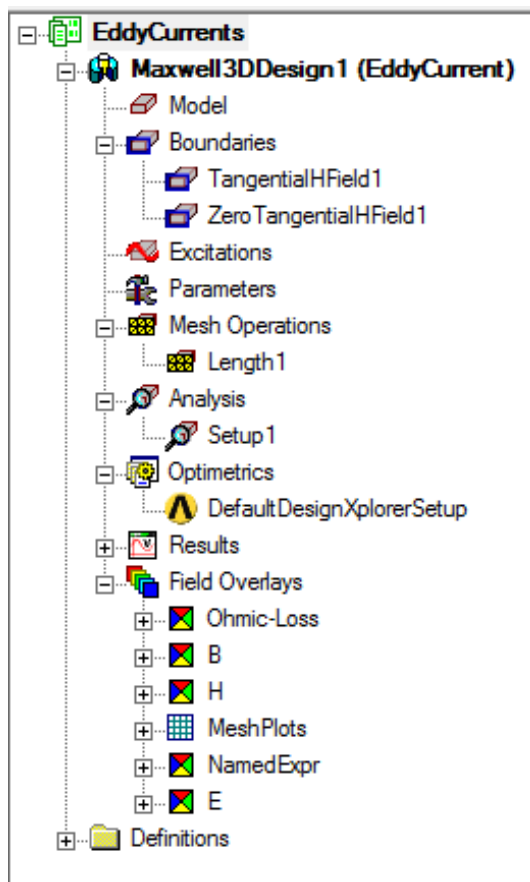 EddyCurrents
Maxwell3DDesign1 (EddyCurrent)
Model
Boundaries
TangentialHField1
ZeroTangentialHField1
Excitations
Parameters
Mesh Operations
Length1
Analysis
Setup1
Optimetrics
DefaultDesignXplorerSetup
Results
Field Overlays
Ohmic-Loss
B
H
MeshPlots
NamedExpr
E
Definitions